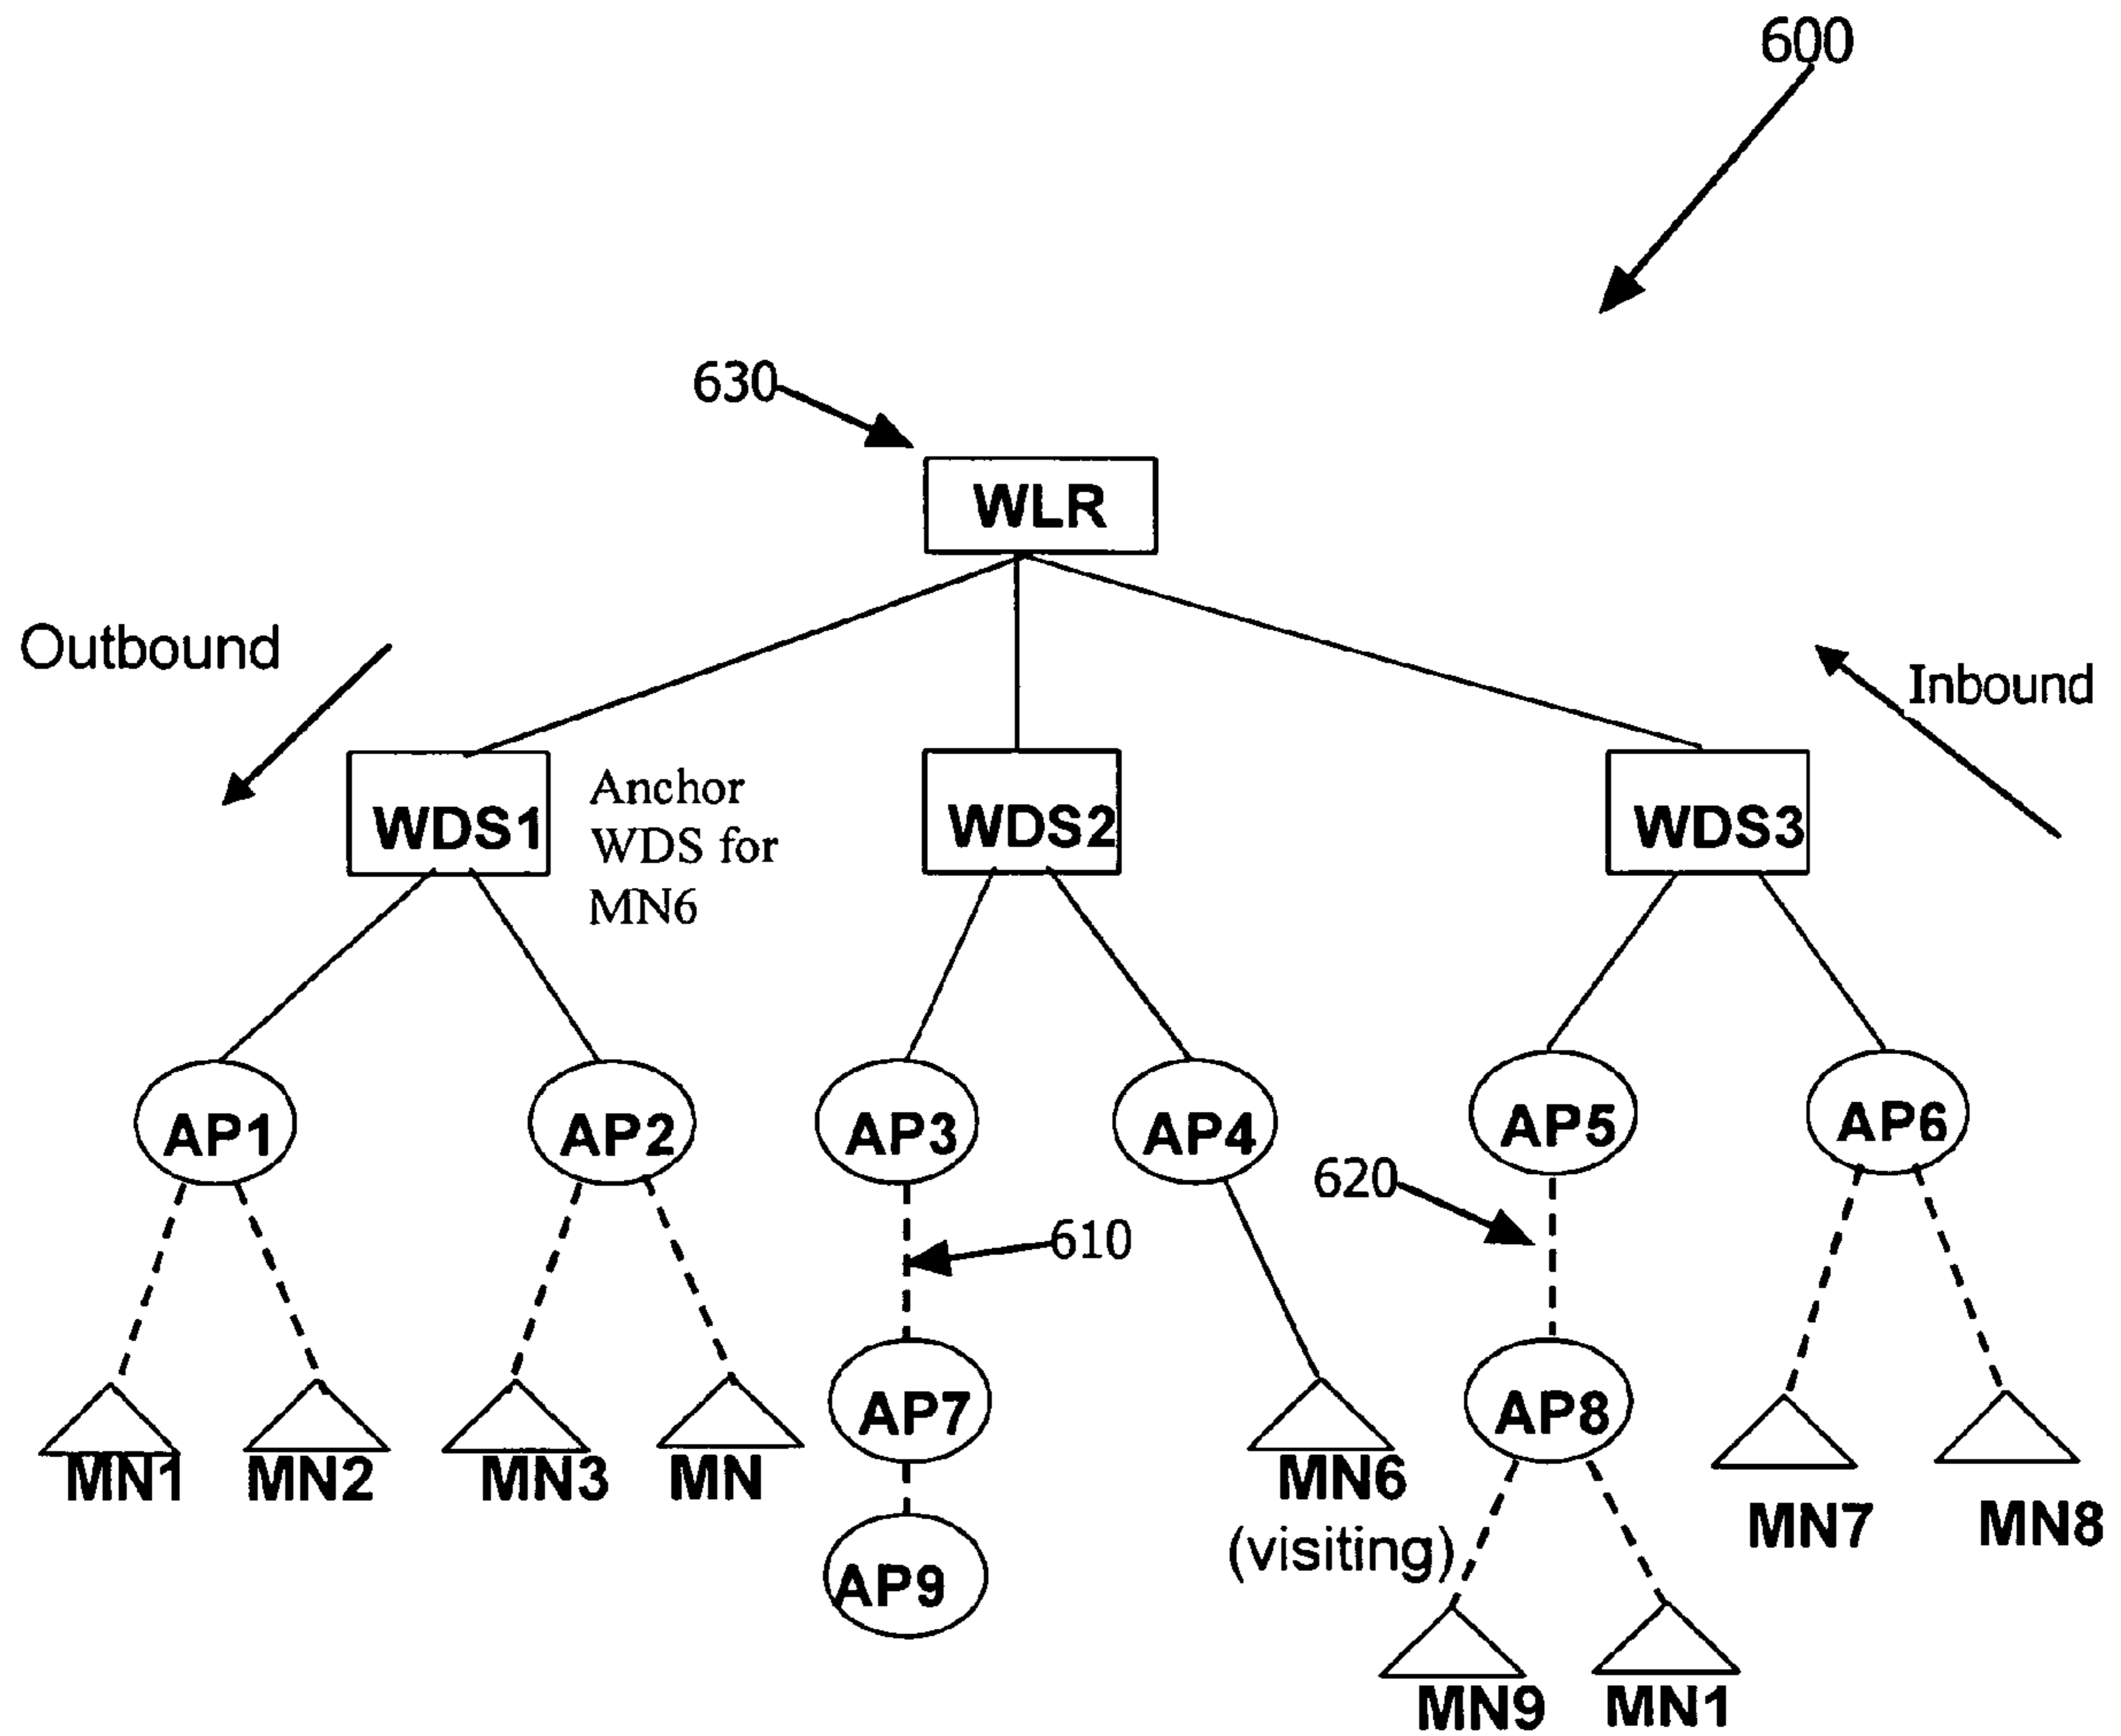 600
630
WLR
Outbound
Inbound
WDS1
Anchor
WDS for
MN6
WDS2
WDS3
AP1
AP2
AP3
AP4
AP5
AP6
620
610
AP7
AP8
MN1
MN2
MN3
MN
MN6
(visiting)
MN7
MN8
AP9
MN9
MN1